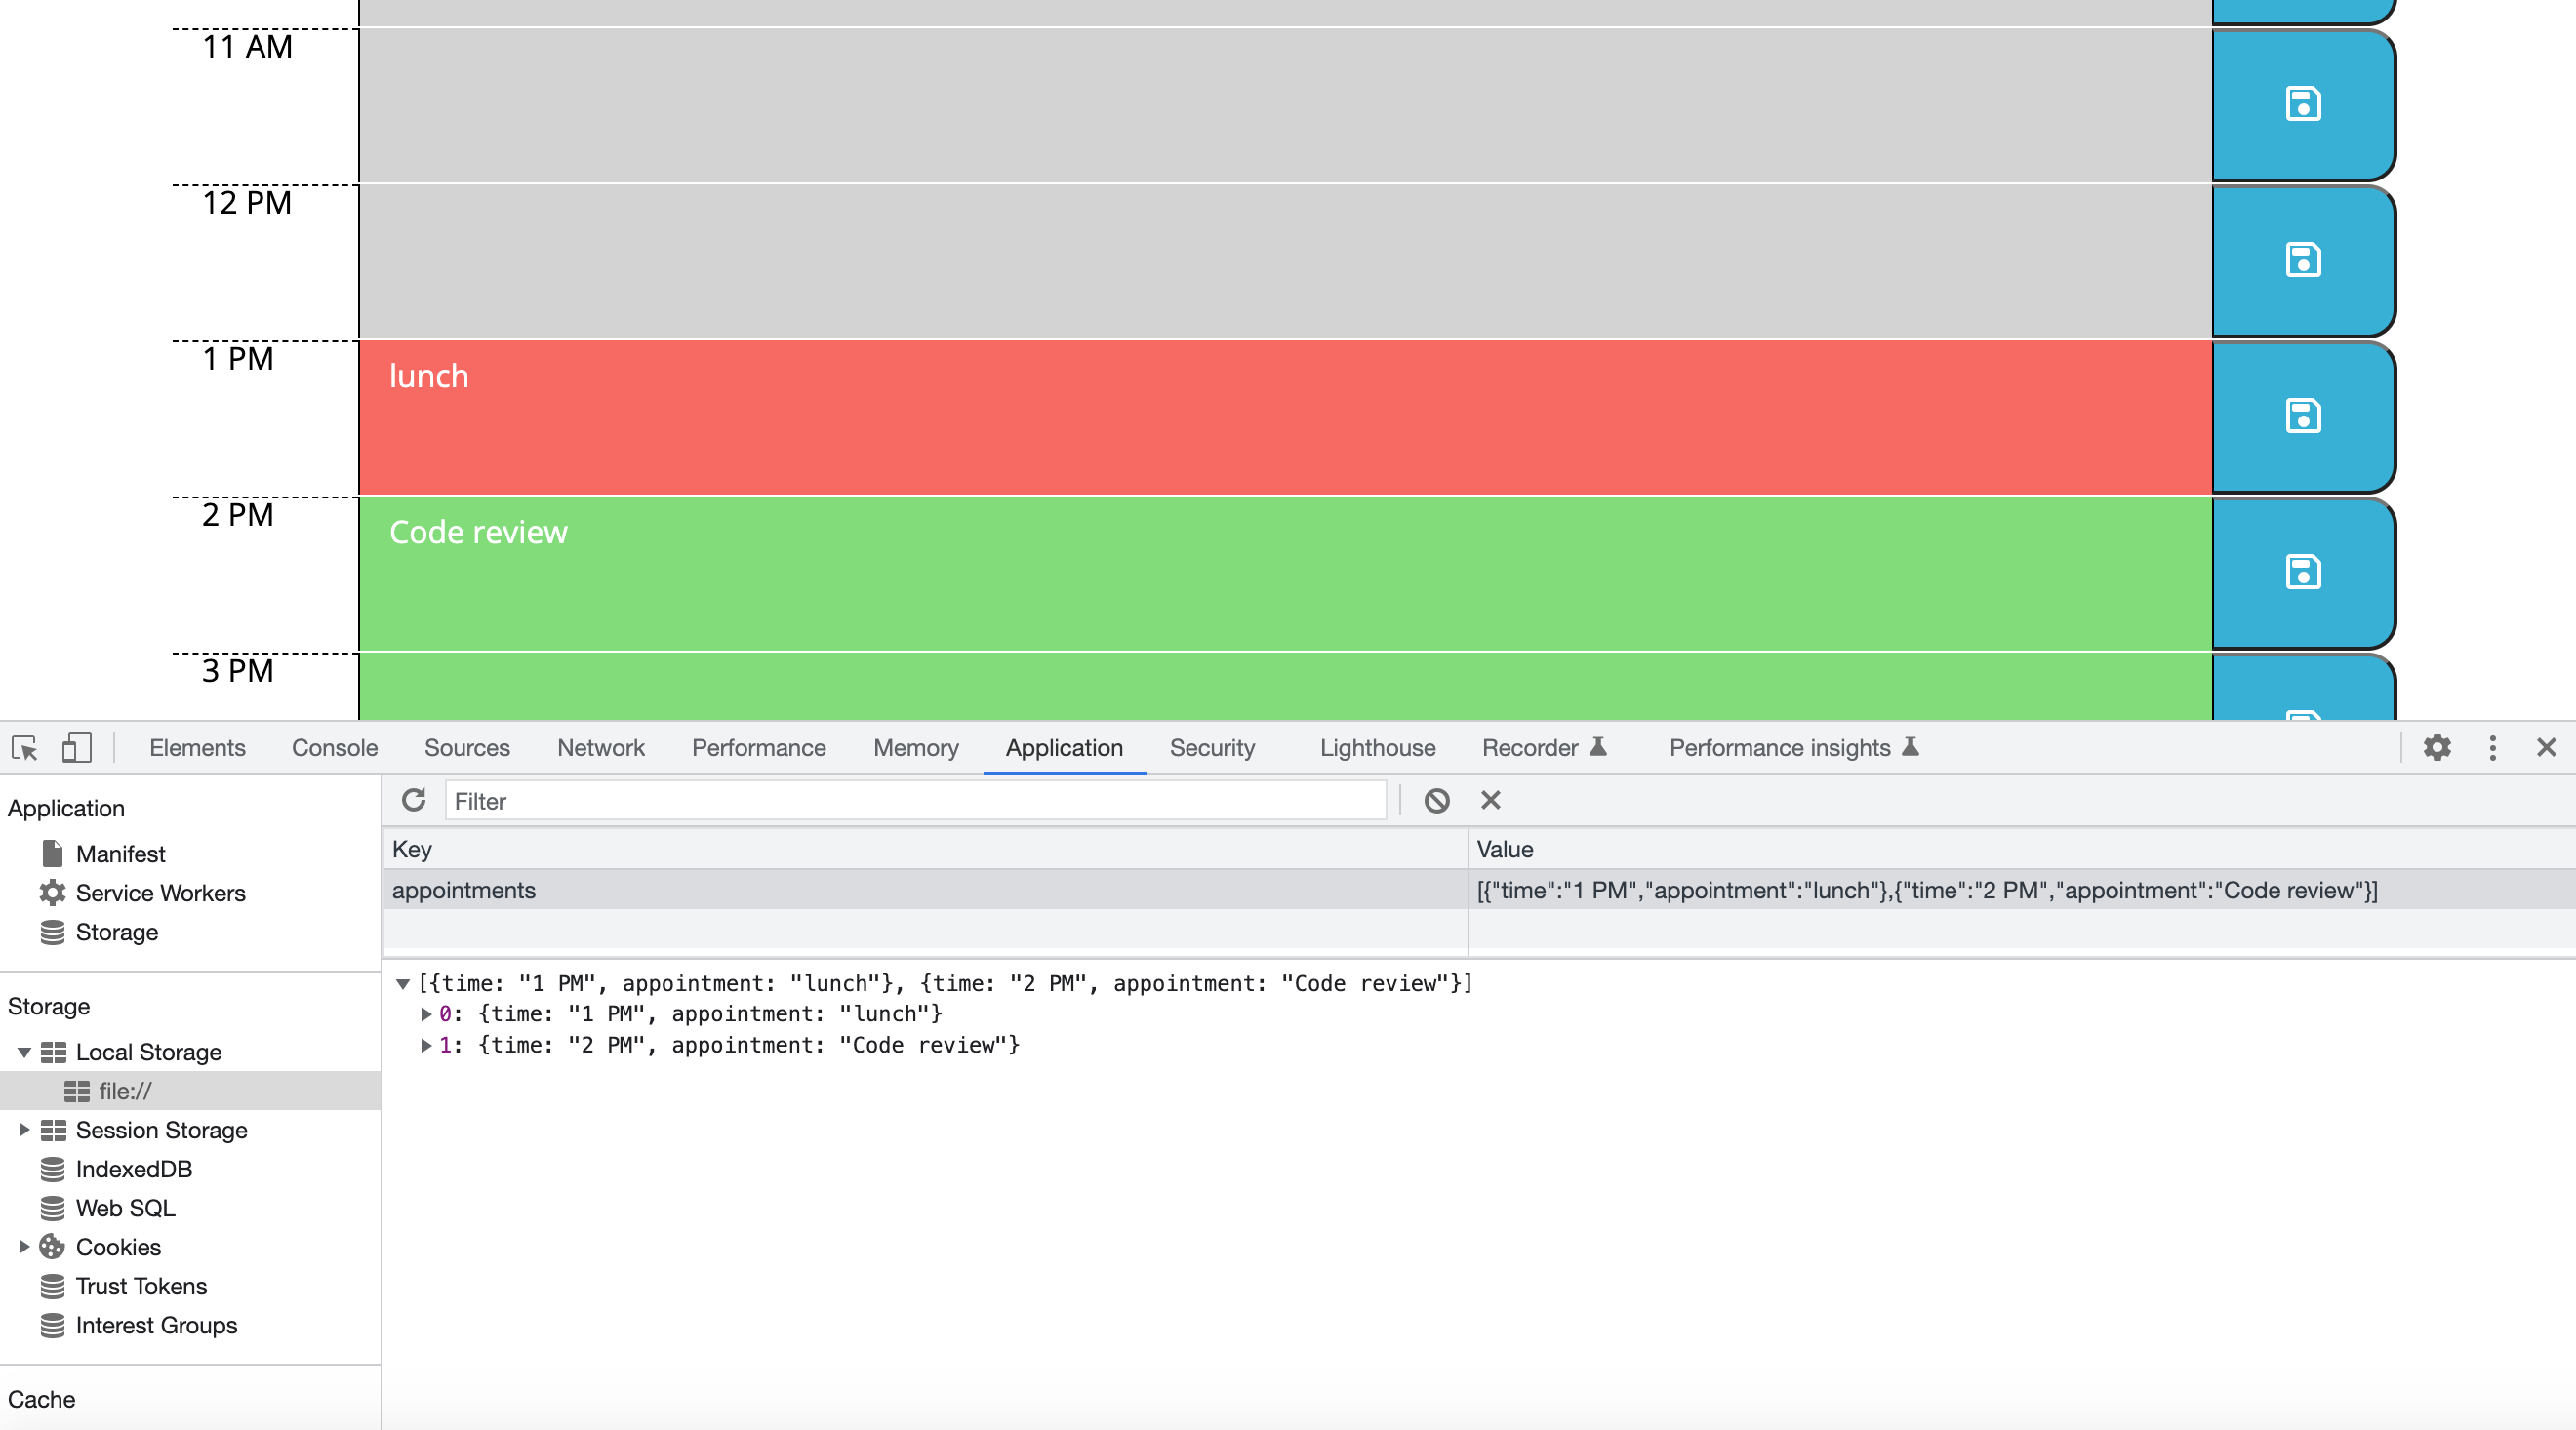 11 AM
12 PM
1 PM
lunch
2 PM
Code review
3 PM
Elements Console Sources Network Performance Memory Application Security Lighthouse Recorder Performance insights
Application
Manifest
Service Workers
Storage
Storage
Local Storage
file://
Session Storage
IndexedDB
Web SQL
Cookies
Trust Tokens
Interest Groups
Cache
Filter
Key Value
appointments [{"time":"1 PM","appointment":"lunch"},{"time":"2 PM","appointment":"Code review"}]
[{time: "1 PM", appointment: "lunch"}, {time: "2 PM", appointment: "Code review"}]
0: {time: "1 PM", appointment: "lunch"}
1: {time: "2 PM", appointment: "Code review"}